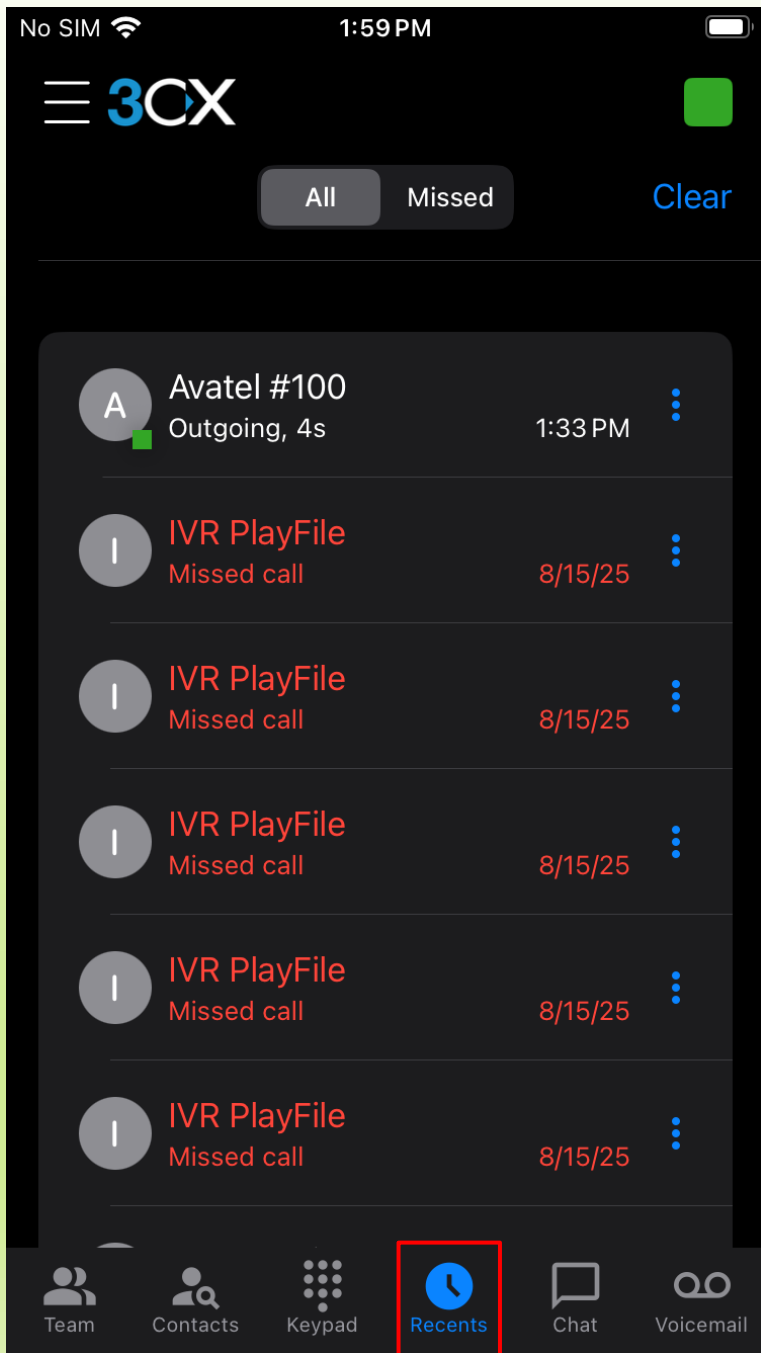 No SIM 1:59 PM
3CX
All Missed Clear
A Avatel #100
Outgoing, 4s 1:33 PM
I IVR PlayFile
Missed call 8/15/25
I IVR PlayFile
Missed call 8/15/25
I IVR PlayFile
Missed call 8/15/25
I IVR PlayFile
Missed call 8/15/25
I IVR PlayFile
Missed call 8/15/25
Team Contacts Keypad Recents Chat Voicemail